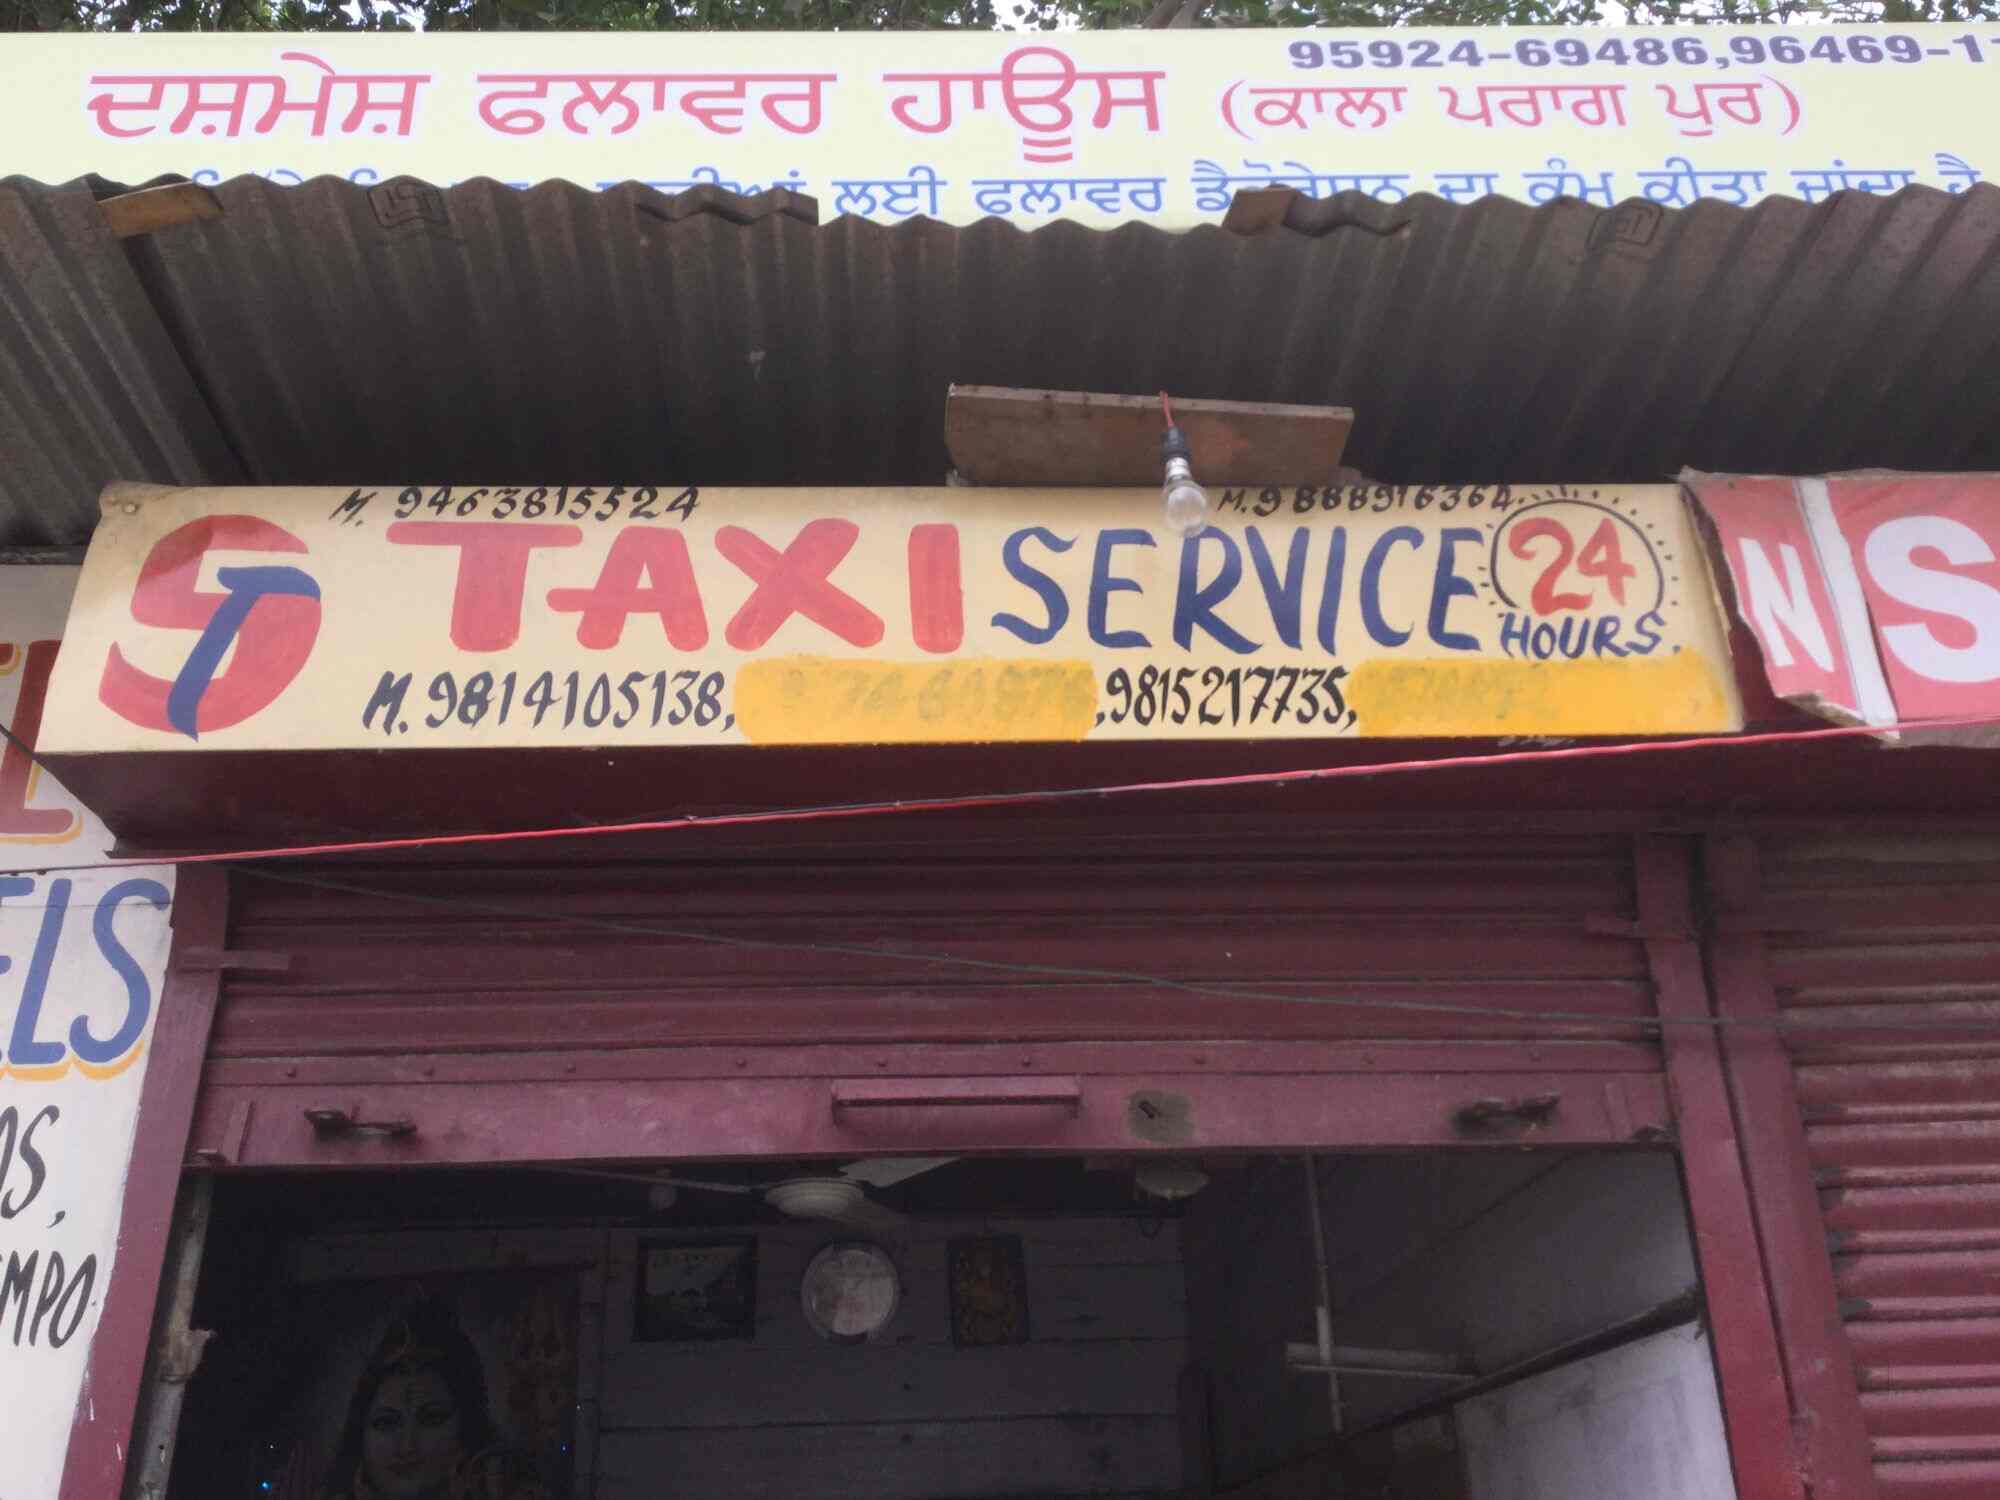 95924-69486,96469-11
ਦਸ਼ਮੇਸ਼ ਫਲਾਵਰ ਹਾਊਸ (ਕਾਲਾ ਪਰਾਗ ਪੁਰ)
ਲਈ ਫਲਾਵਰ ਡੈਕੋਰੇਸ਼ਨ ਦਾ ਕੰਮ ਕੀਤਾ ਜਾਂਦਾ ਹੈ
M. 9463815524 M. 9888916364
ST TAXI SERVICE 24 HOURS.
M. 9814105138, ,9815217735,
N S
ELS
OS,
MPO